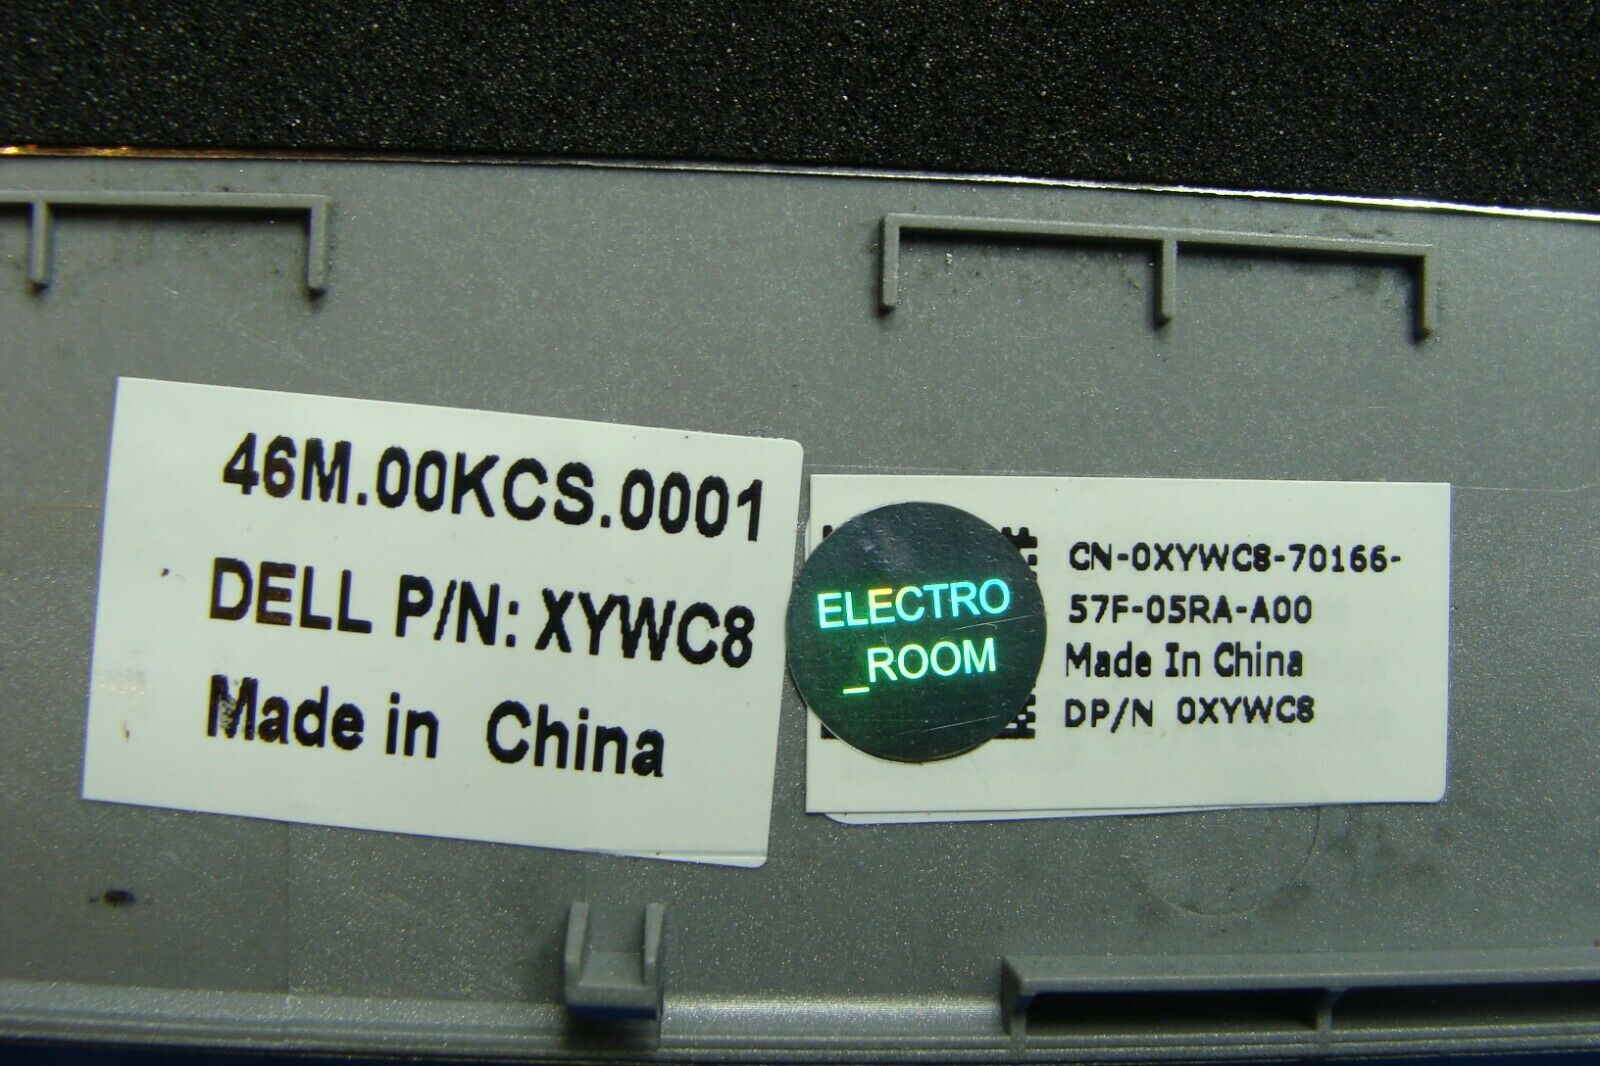 46M.00KCS.0001
DELL P/N: XYWC8
Made in China
ELECTRO
_ROOM
CN-0XYWC8-70166-
57F-05RA-A00
Made In China
DP/N 0XYWC8